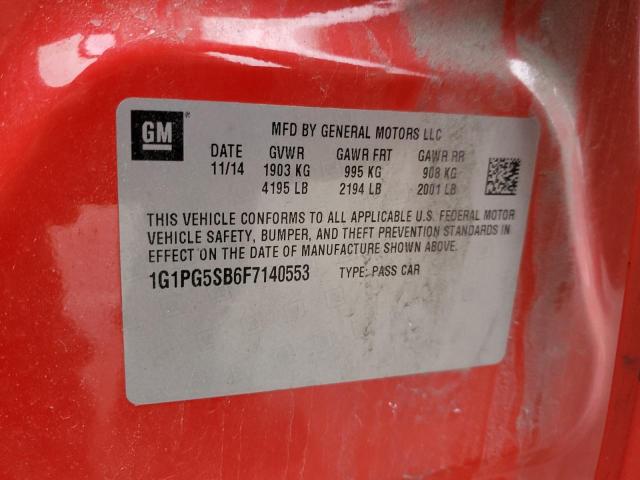 GM
MFD BY GENERAL MOTORS LLC
DATE GVWR GAWR FRT GAWR RR
11/14 1903 KG 995 KG 908 KG
4195 LB 2194 LB 2001 LB
THIS VEHICLE CONFORMS TO ALL APPLICABLE U.S. FEDERAL MOTOR
VEHICLE SAFETY, BUMPER, AND THEFT PREVENTION STANDARDS IN
EFFECT ON THE DATE OF MANUFACTURE SHOWN ABOVE.
1G1PG5SB6F7140553 TYPE: PASS CAR